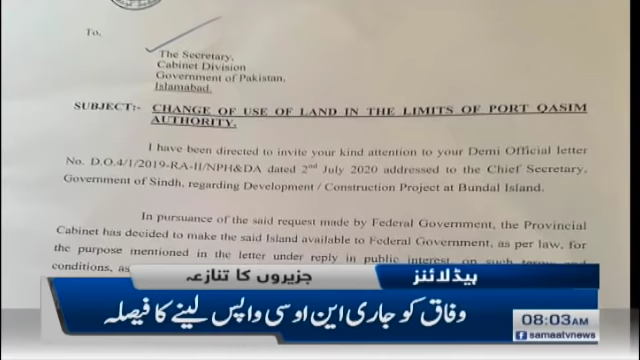 To,
The Secretary,
Cabinet Division
Government of Pakistan,
Islamabad.
SUBJECT:- CHANGE OF USE OF LAND IN THE LIMITS OF PORT QASIM
AUTHORITY.
I have been directed to invite your kind attention to your Demi Official letter
No. D.O.4/1/2019-RA-II/NPH&DA dated 2nd July 2020 addressed to the Chief Secretary,
Government of Sindh, regarding Development / Construction Project at Bundal Island.
In pursuance of the said request made by Federal Government, the Provincial
Cabinet has decided to make the said Island available to Federal Government, as per law, for
the purpose mentioned in the letter under reply in public interest, on such terms and
conditions, as
ہیڈلائنز
جزیروں کا تنازعہ
وفاق کو جاری این او سی واپس لینے کا فیصلہ
08:03AM
samaatvnews